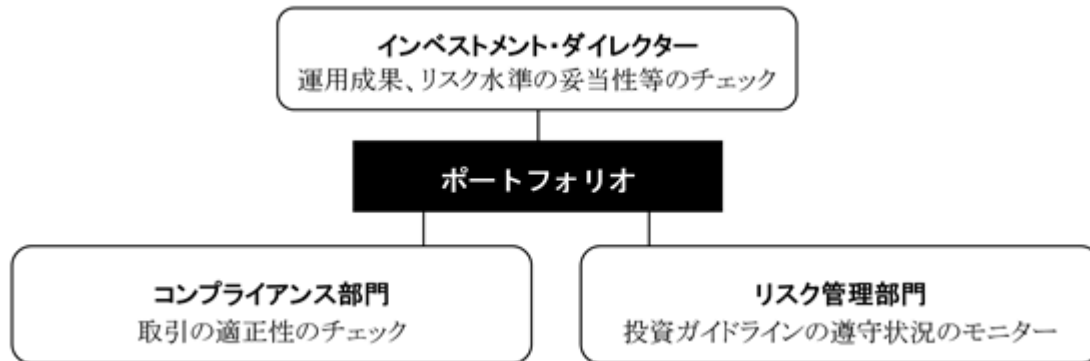 インベストメント・ダイレクター
運用成果、リスク水準の妥当性等のチェック
ポートフォリオ
コンプライアンス部門
取引の適正性のチェック
リスク管理部門
投資ガイドラインの遵守状況のモニター